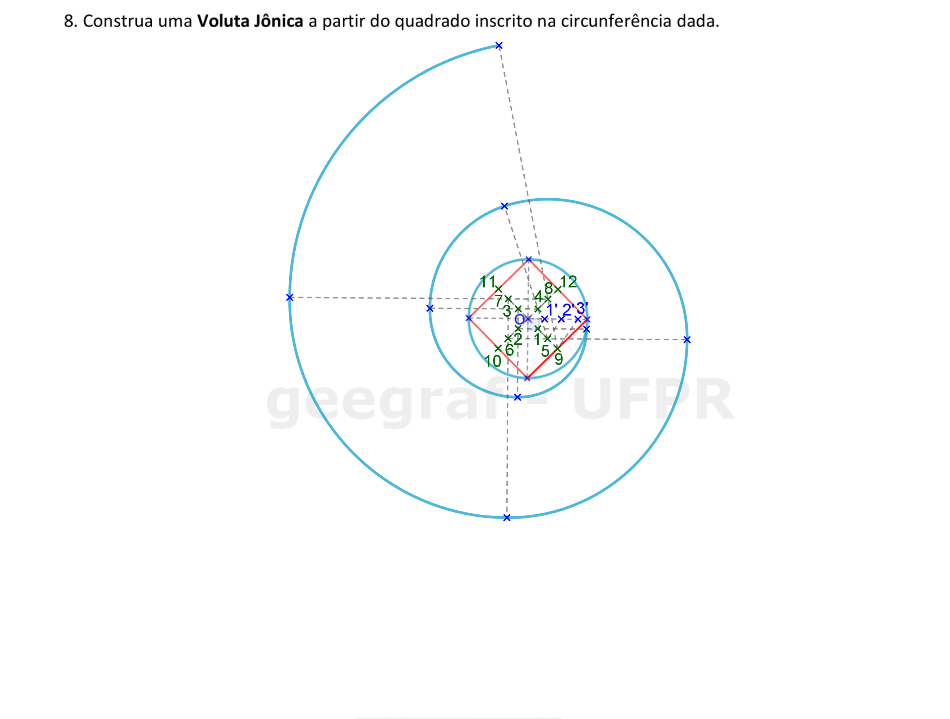 8. Construa uma Voluta Jônica a partir do quadrado inscrito na circunferência dada.
11 12
7 4 8
3 O 1' 2' 3'
2 1
10 6 5 9
geegraf - UFPR